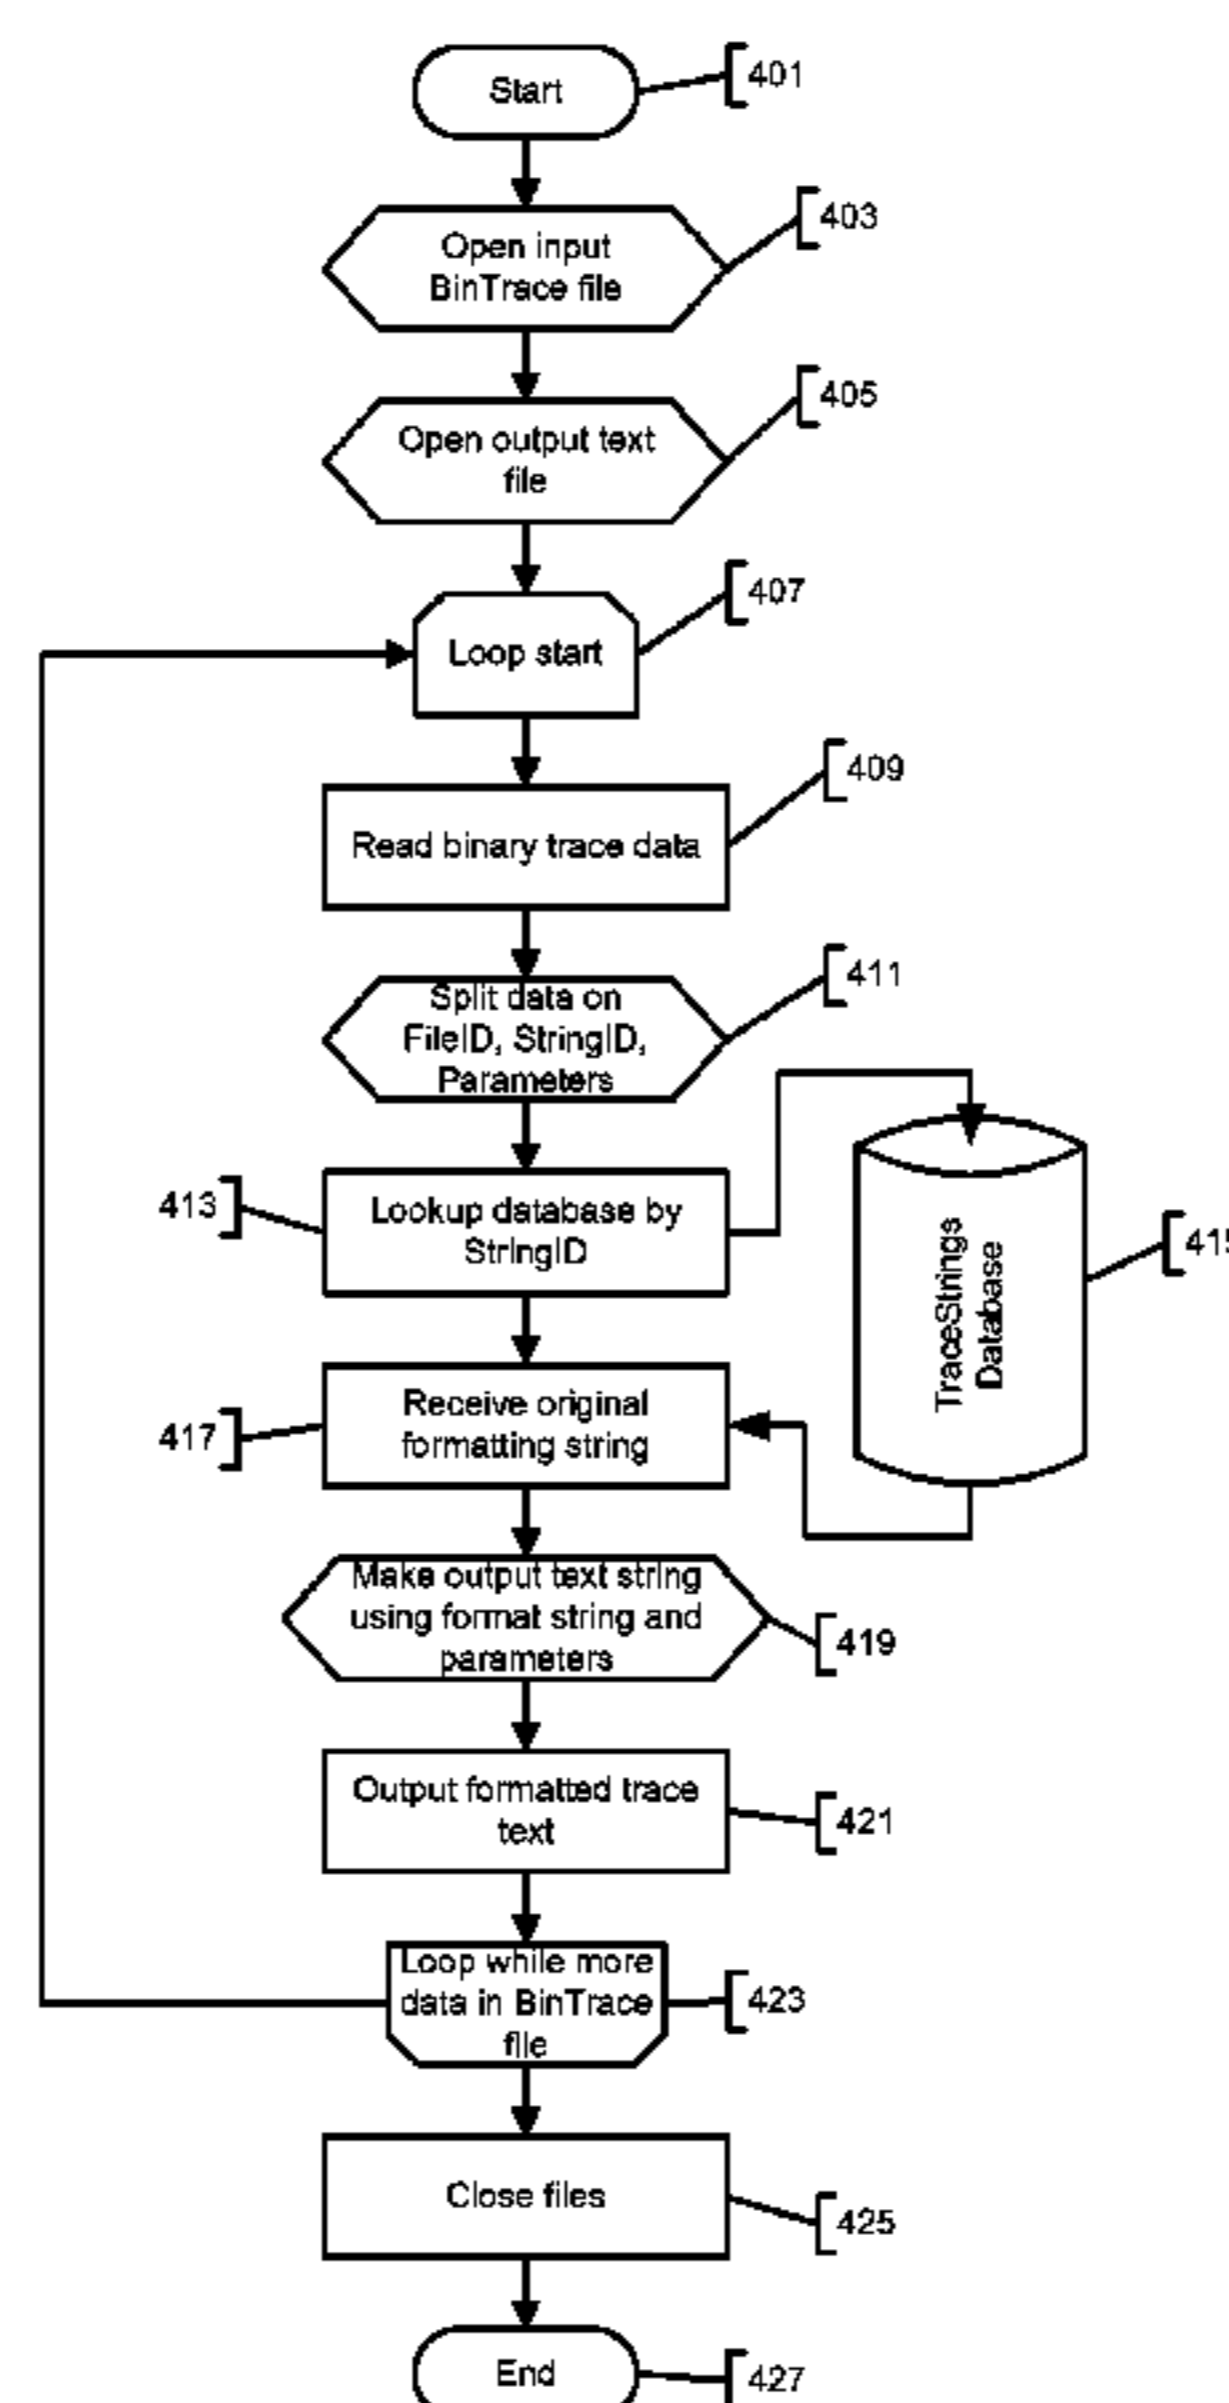 Start
401
Open input
BinTrace file
403
Open output text
file
405
Loop start
407
Read binary trace data
409
Split data on
FileID, StringID,
Parameters
411
413
Lookup database by
StringID
TraceStrings
Database
417
Receive original
formatting string
Make output text string
using format string and
parameters
419
Output formatted trace
text
421
Loop while more
data in BinTrace
file
423
Close files
425
End
427